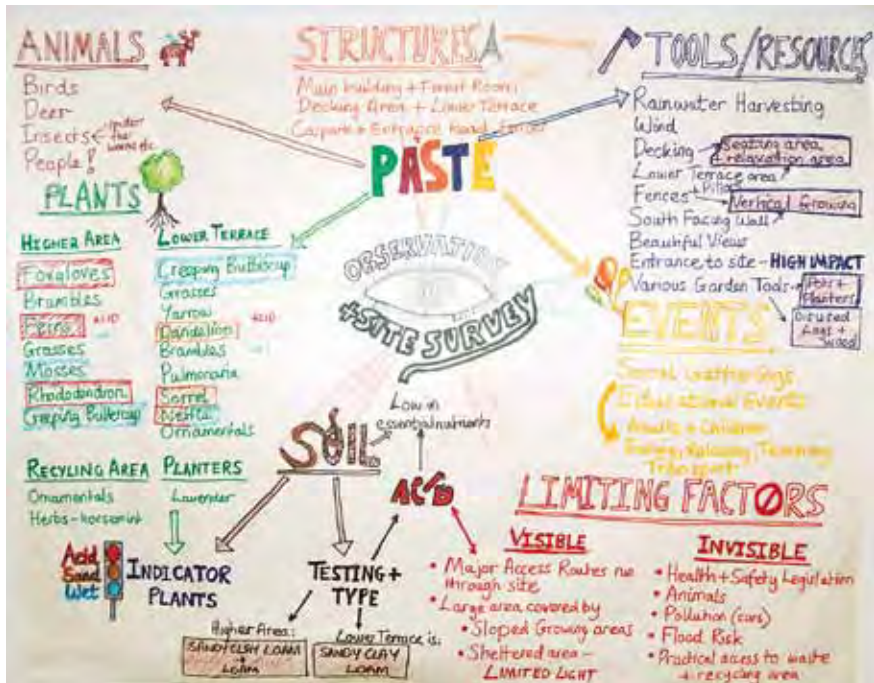 ANIMALS
Birds
Deer
Insects
under
the
People!
STRUCTURES
Main building + Forest Room
Decking Area + Lower Terrace
Carpark + Entrance
TOOLS/RESOURCES
Rainwater Harvesting
Wind
Decking
Seating area
+ relaxation area
Lower Terrace area
Fences
Vertical Growing
South Facing Wall
Beautiful Views
Entrance to site - HIGH IMPACT
Various Garden Tools
Pots +
Planters
Disused
Logs +
Wood
PASTE
OBSERVATION
+ SITE SURVEY
PLANTS
HIGHER AREA
Foxgloves
Brambles
Ferns
ACID
Grasses
Mosses
Rhododendron
Creeping Buttercup
LOWER TERRACE
Creeping Buttercup
Grasses
Yarrow
ACID
Dandelion
Brambles
Pulmonaria
Sorrel
Nettle
Ornamentals
RECYLING AREA
Ornamentals
Herbs - horsemint
PLANTERS
Lavender
EVENTS
Social Gatherings
Educational Events
Adults + Children
Relaxing,
Transport
SOIL
Low in
essential nutrients
ACID
Acid
Sand
Wet
INDICATOR
PLANTS
TESTING +
TYPE
Higher Area:
SANDY CLAY LOAM
LOAM
Lower Terrace is:
SANDY CLAY
LOAM
LIMITING FACTORS
VISIBLE
• Major Access Routes run
through site
• Large area covered by
• Sloped Growing areas
• Sheltered area -
LIMITED LIGHT
INVISIBLE
• Health + Safety Legislation
• Animals
• Pollution (cars)
• Flood Risk
• Practical access to waste
+ recycling area